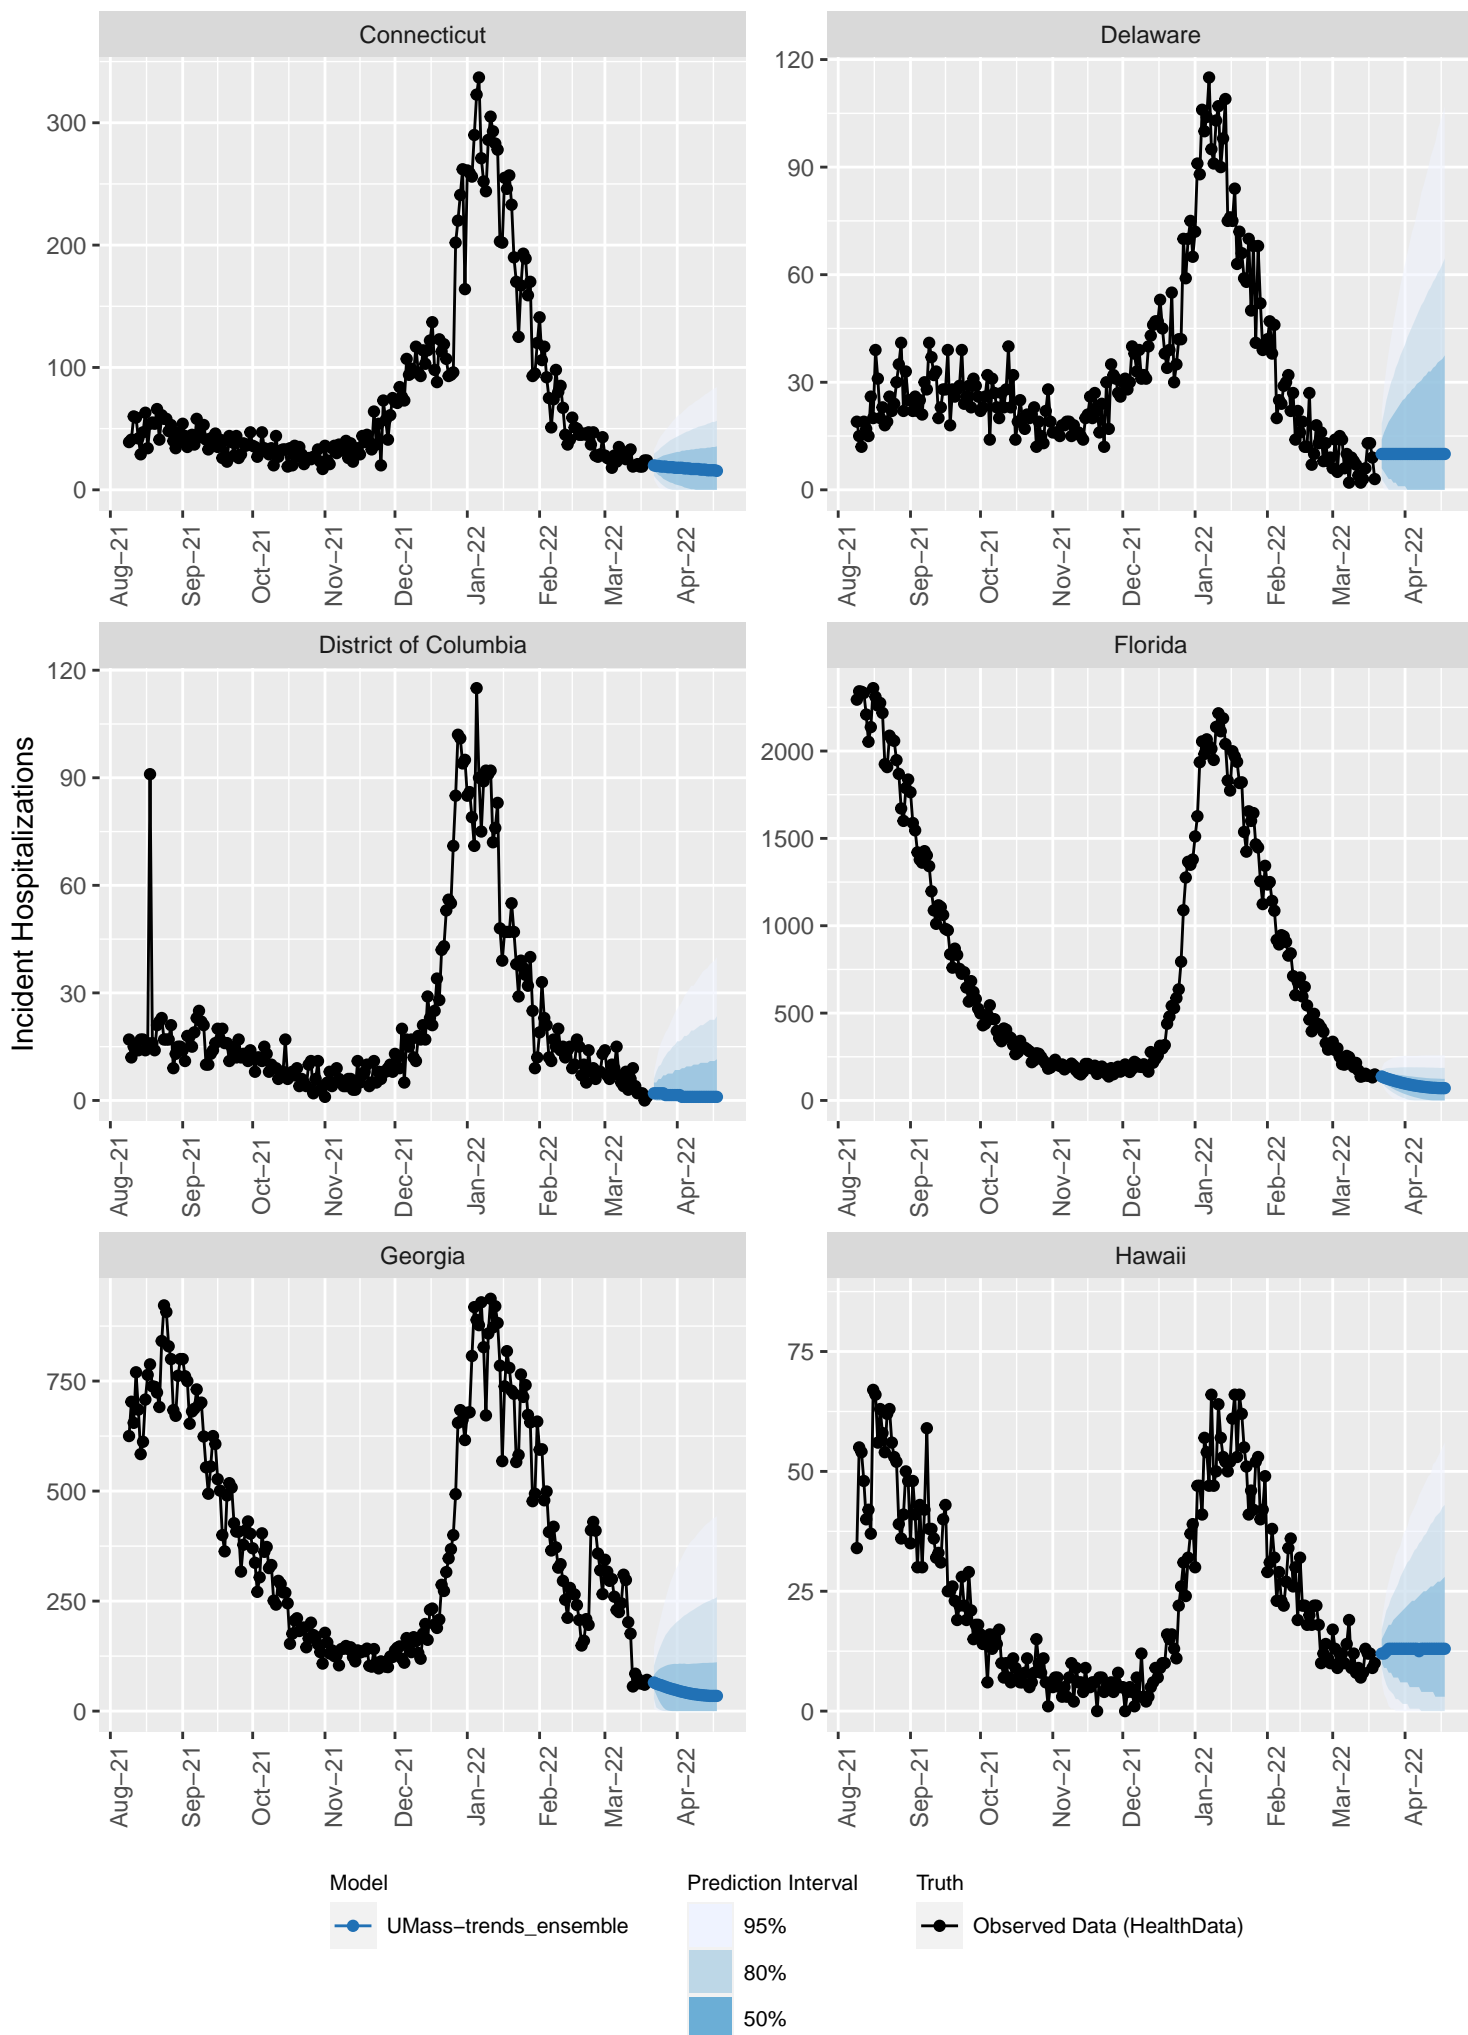 Connecticut
Delaware
300
200
100
0
120
90
60
30
0
Aug−21
Sep−21
Oct−21
Nov−21
Dec−21
Jan−22
Feb−22
Mar−22
Apr−22
Aug−21
Sep−21
Oct−21
Nov−21
Dec−21
Jan−22
Feb−22
Mar−22
Apr−22
Incident Hospitalizations
District of Columbia
Florida
120
90
60
30
0
2000
1500
1000
500
0
Aug−21
Sep−21
Oct−21
Nov−21
Dec−21
Jan−22
Feb−22
Mar−22
Apr−22
Aug−21
Sep−21
Oct−21
Nov−21
Dec−21
Jan−22
Feb−22
Mar−22
Apr−22
Georgia
Hawaii
750
500
250
0
75
50
25
0
Aug−21
Sep−21
Oct−21
Nov−21
Dec−21
Jan−22
Feb−22
Mar−22
Apr−22
Aug−21
Sep−21
Oct−21
Nov−21
Dec−21
Jan−22
Feb−22
Mar−22
Apr−22
Model
UMass−trends_ensemble
Prediction Interval
95%
80%
50%
Truth
Observed Data (HealthData)